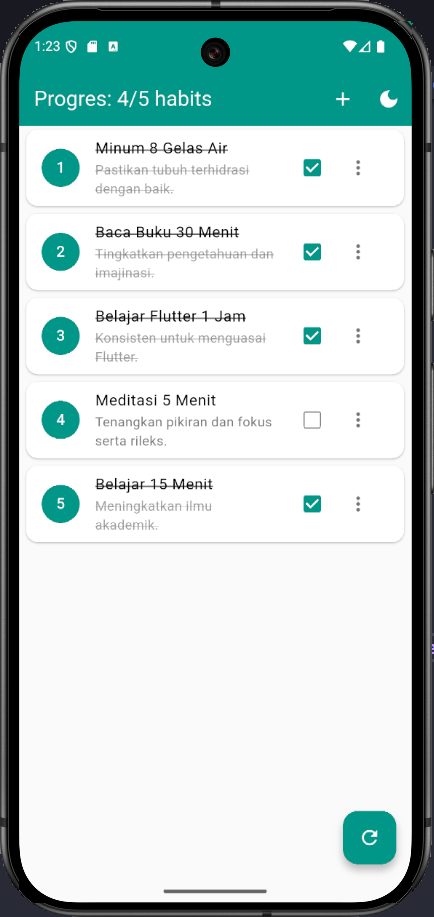 1:23
Progres: 4/5 habits
1
Minum 8 Gelas Air
Pastikan tubuh terhidrasi
dengan baik.
2
Baca Buku 30 Menit
Tingkatkan pengetahuan dan
imajinasi.
3
Belajar Flutter 1 Jam
Konsisten untuk menguasai
Flutter.
4
Meditasi 5 Menit
Tenangkan pikiran dan fokus
serta rileks.
5
Belajar 15 Menit
Meningkatkan ilmu
akademik.